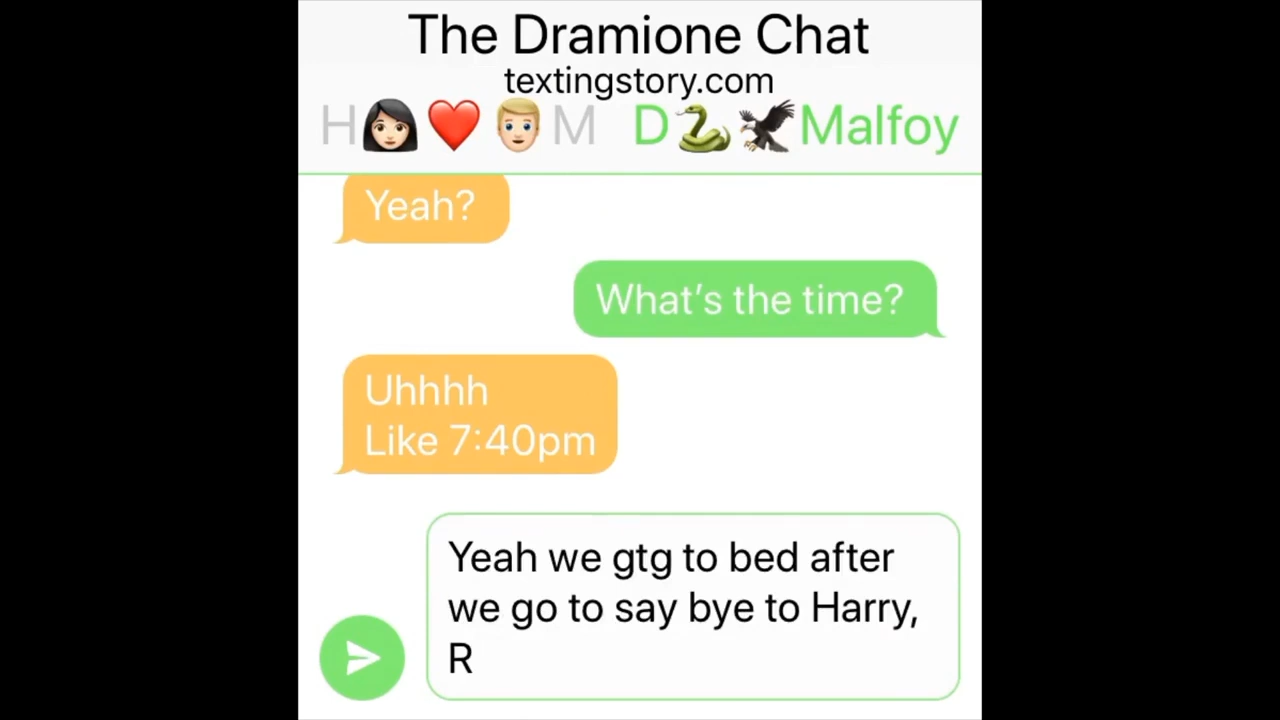 The Dramione Chat
textingstory.com
H👩🏻❤️👨🏼M D🐍🦅Malfoy
Yeah?
What's the time?
Uhhhh
Like 7:40pm
Yeah we gtg to bed after
we go to say bye to Harry,
R